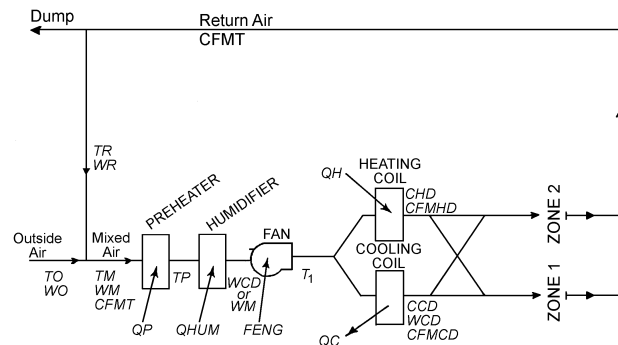 Dump
Return Air
CFMT
TR
WR
PREHEATER
HUMIDIFIER
QH
HEATING
COIL
CHD
CFMHD
ZONE 2
Outside
Air
Mixed
Air
FAN
COOLING
COIL
TO
WO
TM
WM
CFMT
TP
WCD
or
WM
T1
CCD
WCD
CFMCD
ZONE 1
QP
QHUM
FENG
QC